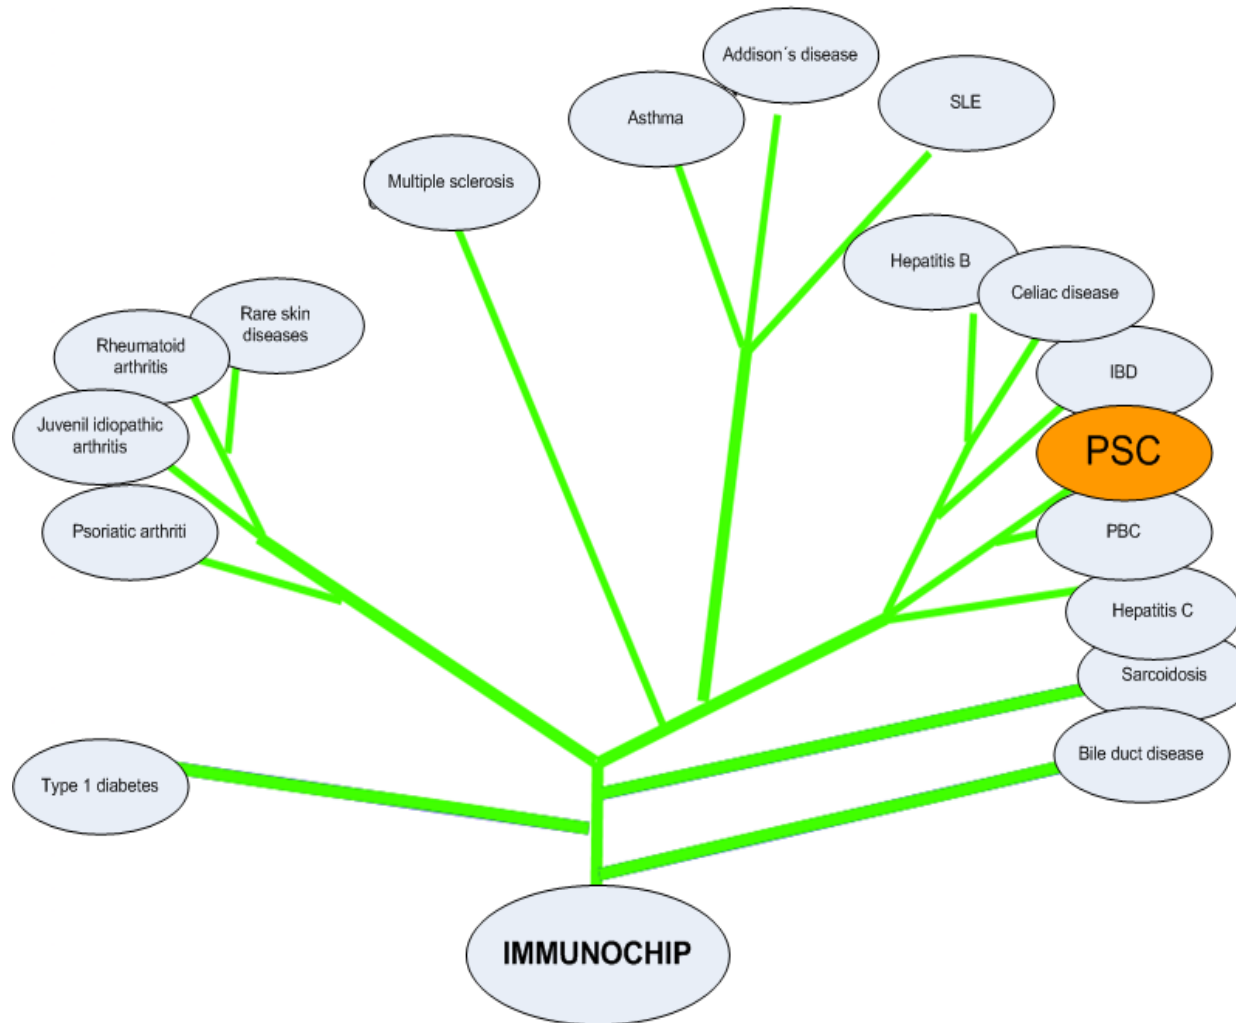 Addison´s disease
SLE
Asthma
Multiple sclerosis
Hepatitis B
Celiac disease
Rare skin
diseases
Rheumatoid
arthritis
IBD
Juvenil idiopathic
arthritis
PSC
Psoriatic arthriti
PBC
Hepatitis C
Sarcoidosis
Bile duct disease
Type 1 diabetes
IMMUNOCHIP